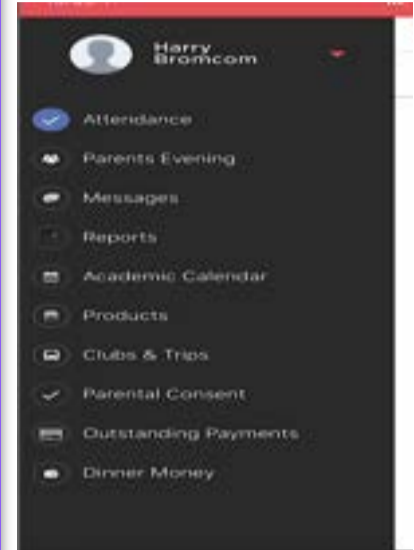 Harry
Bromcom
Attendance
Parents Evening
Messages
Reports
Academic Calendar
Products
Clubs & Trips
Parental Consent
Outstanding Payments
Dinner Money